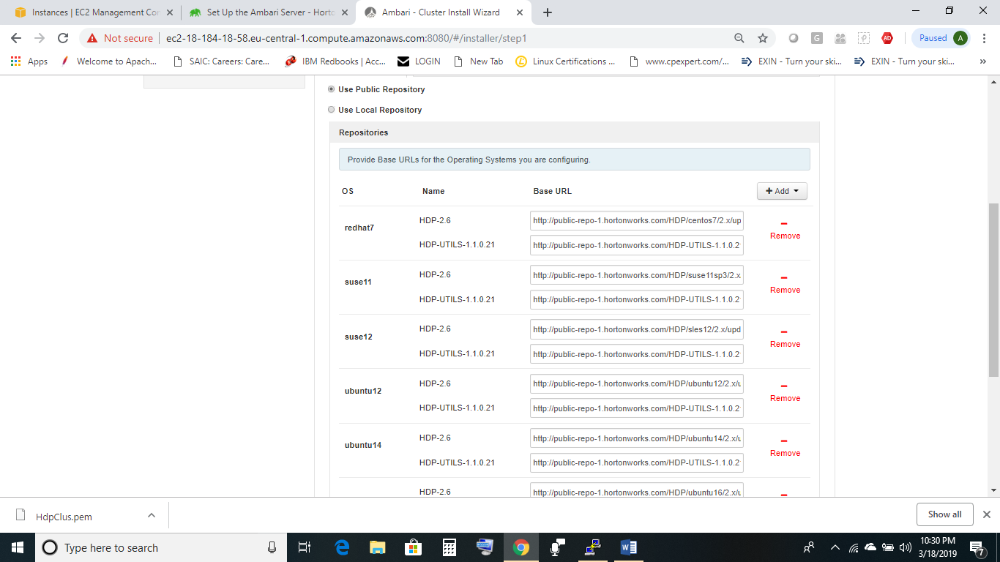 Instances | EC2 Management Con
Set Up the Ambari Server - Horto
Ambari - Cluster Install Wizard
Not secure
ec2-18-184-18-58.eu-central-1.compute.amazonaws.com:8080/#/installer/step1
Paused
A
Apps
Welcome to Apach...
SAIC: Careers: Care...
IBM Redbooks | Acc...
LOGIN
New Tab
Linux Certifications ...
www.cpexpert.com/...
EXIN - Turn your ski...
EXIN - Turn your ski...
Use Public Repository
Use Local Repository
Repositories
Provide Base URLs for the Operating Systems you are configuring.
OS Name Base URL Add
redhat7
HDP-2.6 http://public-repo-1.hortonworks.com/HDP/centos7/2.x/up
HDP-UTILS-1.1.0.21 http://public-repo-1.hortonworks.com/HDP-UTILS-1.1.0.2
Remove
suse11
HDP-2.6 http://public-repo-1.hortonworks.com/HDP/suse11sp3/2.x
HDP-UTILS-1.1.0.21 http://public-repo-1.hortonworks.com/HDP-UTILS-1.1.0.2
Remove
suse12
HDP-2.6 http://public-repo-1.hortonworks.com/HDP/sles12/2.x/upd
HDP-UTILS-1.1.0.21 http://public-repo-1.hortonworks.com/HDP-UTILS-1.1.0.2
Remove
ubuntu12
HDP-2.6 http://public-repo-1.hortonworks.com/HDP/ubuntu12/2.x/u
HDP-UTILS-1.1.0.21 http://public-repo-1.hortonworks.com/HDP-UTILS-1.1.0.2
Remove
ubuntu14
HDP-2.6 http://public-repo-1.hortonworks.com/HDP/ubuntu14/2.x/u
HDP-UTILS-1.1.0.21 http://public-repo-1.hortonworks.com/HDP-UTILS-1.1.0.2
Remove
HDP-2.6 http://public-repo-1.hortonworks.com/HDP/ubuntu16/2.x/u
HdpClus.pem
Show all
Type here to search
10:30 PM
3/18/2019
7